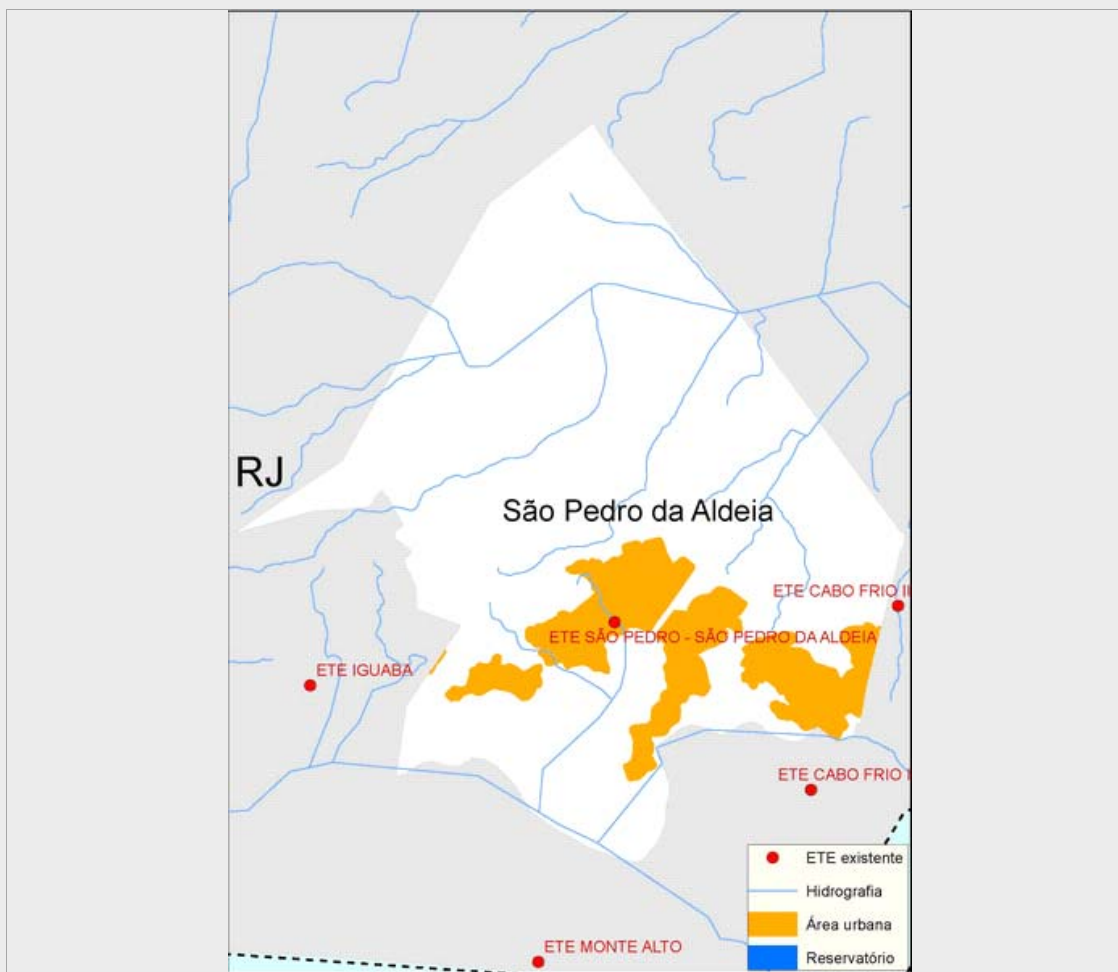 RJ
São Pedro da Aldeia
ETE CABO FRIO II
ETE SÃO PEDRO - SÃO PEDRO DA ALDEIA
ETE IGUABA
ETE CABO FRIO I
ETE MONTE ALTO
ETE existente
Hidrografia
Área urbana
Reservatório